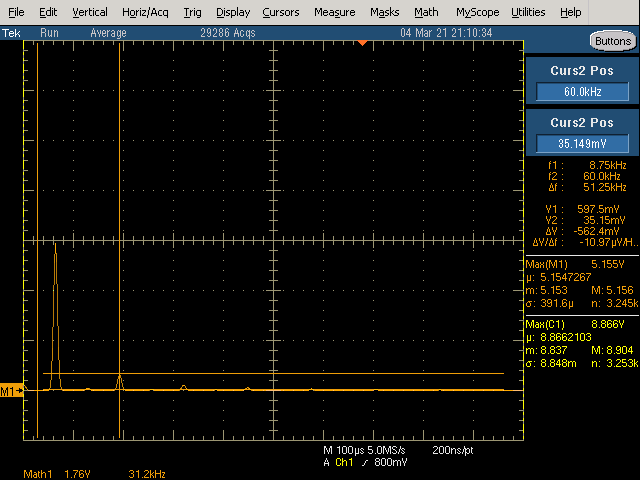 File Edit Vertical Horiz/Acq Trig Display Cursors Measure Masks Math MyScope Utilities Help
Tek Run Average 29286 Acqs 04 Mar 21 21:10:34
Buttons
Curs2 Pos
60.0kHz
Curs2 Pos
35.149mV
f1 : 8.75kHz
f2 : 60.0kHz
Δf : 51.25kHz
V1 : 597.5mV
V2 : 35.15mV
ΔV : -562.4mV
ΔV/Δf : -10.97µV/H..
Max(M1) 5.155V
µ: 5.1547267
m: 5.153 M: 5.156
σ: 391.6µ n: 3.245k
Max(C1) 8.866V
µ: 8.8662103
m: 8.837 M: 8.904
σ: 8.848m n: 3.253k
M1
M 100µs 5.0MS/s 200ns/pt
A Ch1 ∕ 800mV
Math1 1.76V 31.2kHz